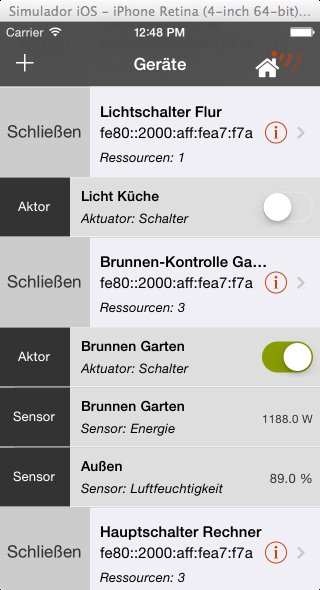 Simulador iOS – iPhone Retina (4-inch 64-bit)...
Carrier 12:48 PM
+ Geräte
Schließen
Lichtschalter Flur
fe80::2000:aff:fea7:f7a
Ressourcen: 1
Aktor
Licht Küche
Aktuator: Schalter
Schließen
Brunnen-Kontrolle Ga...
fe80::2000:aff:fea7:f7a
Ressourcen: 3
Aktor
Brunnen Garten
Aktuator: Schalter
Sensor
Brunnen Garten
Sensor: Energie
1188.0 W
Sensor
Außen
Sensor: Luftfeuchtigkeit
89.0 %
Schließen
Hauptschalter Rechner
fe80::2000:aff:fea7:f7a
Ressourcen: 3